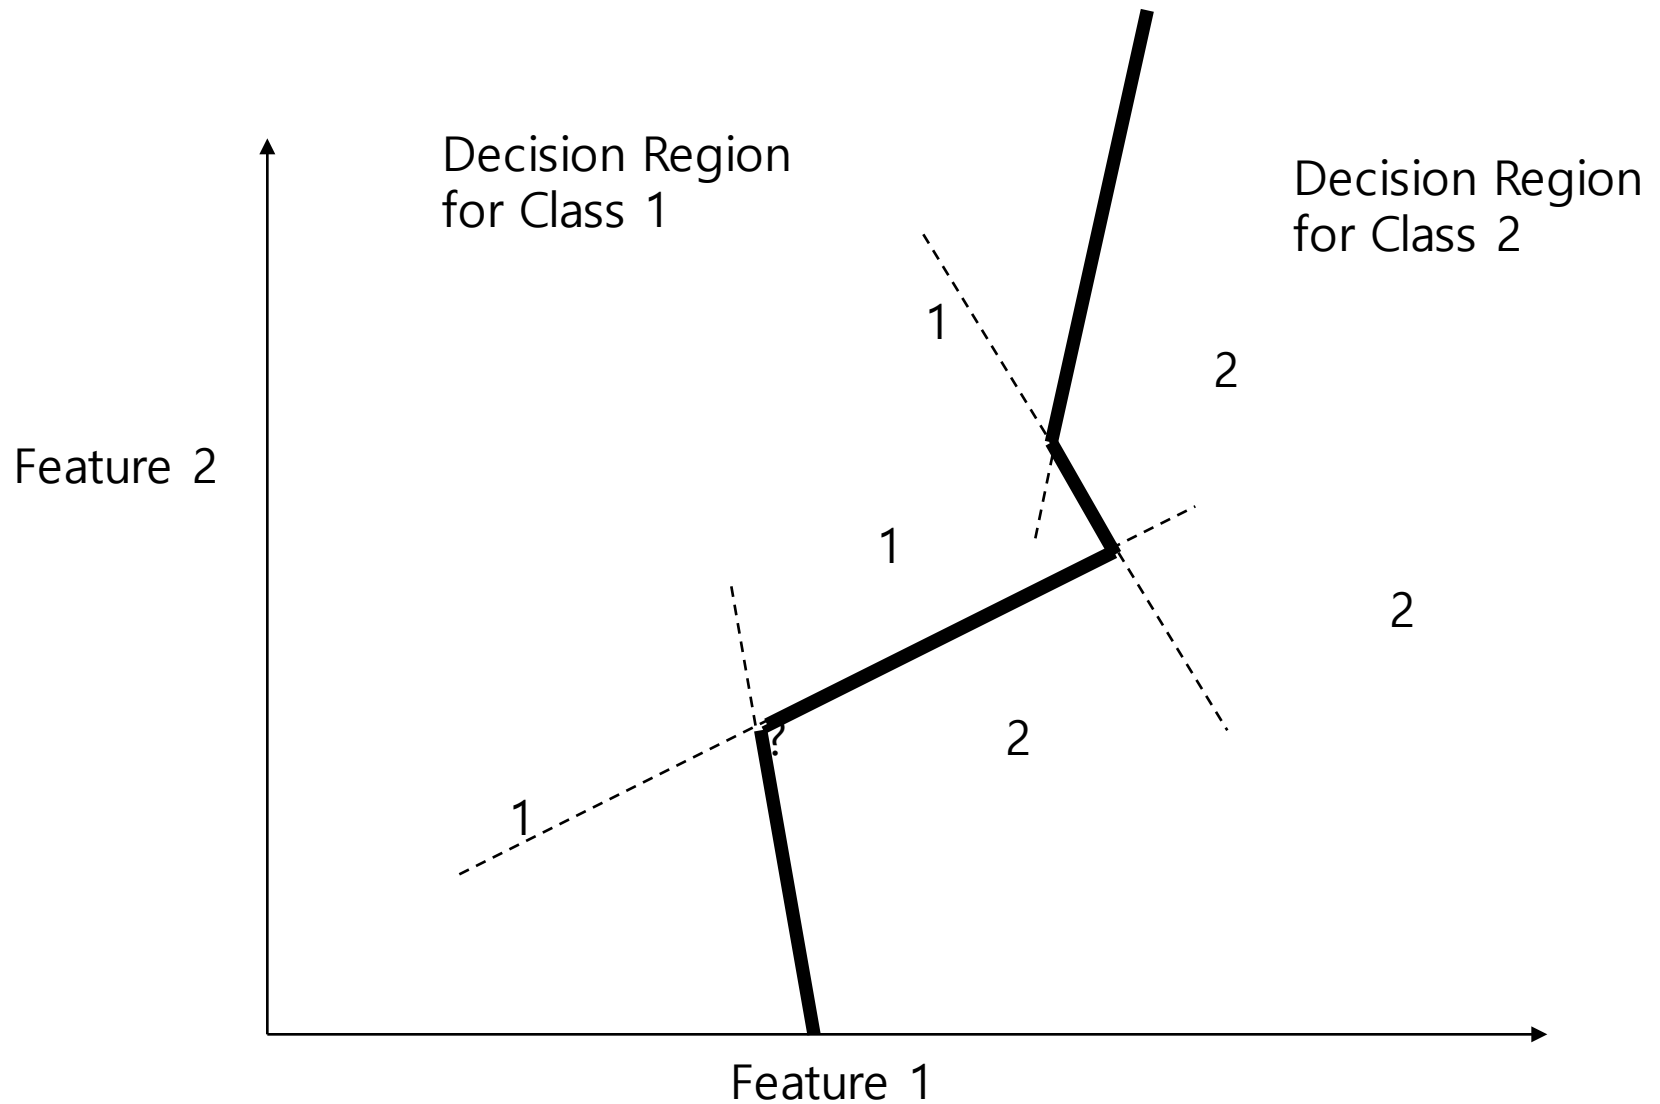 Decision Region
for Class 1
Decision Region
for Class 2
1
2
Feature 2
1
2
?
2
1
Feature 1